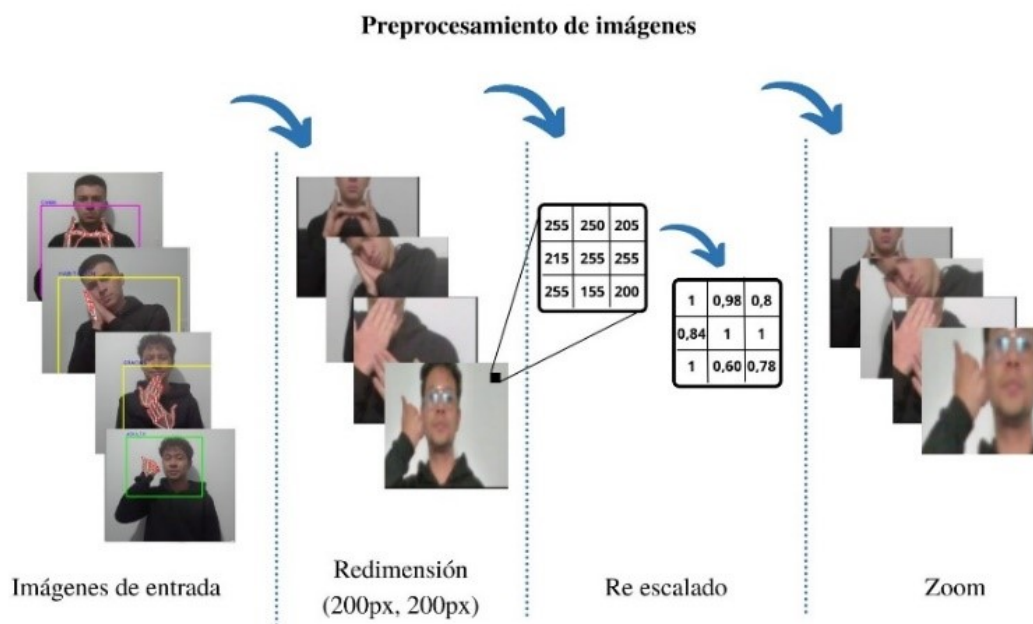 Preprocesamiento de imágenes
255 250 205
215 255 255
255 155 200
1 0,98 0,8
0,84 1 1
1 0,60 0,78
Imágenes de entrada
Redimensión
(200px, 200px)
Re escalado
Zoom